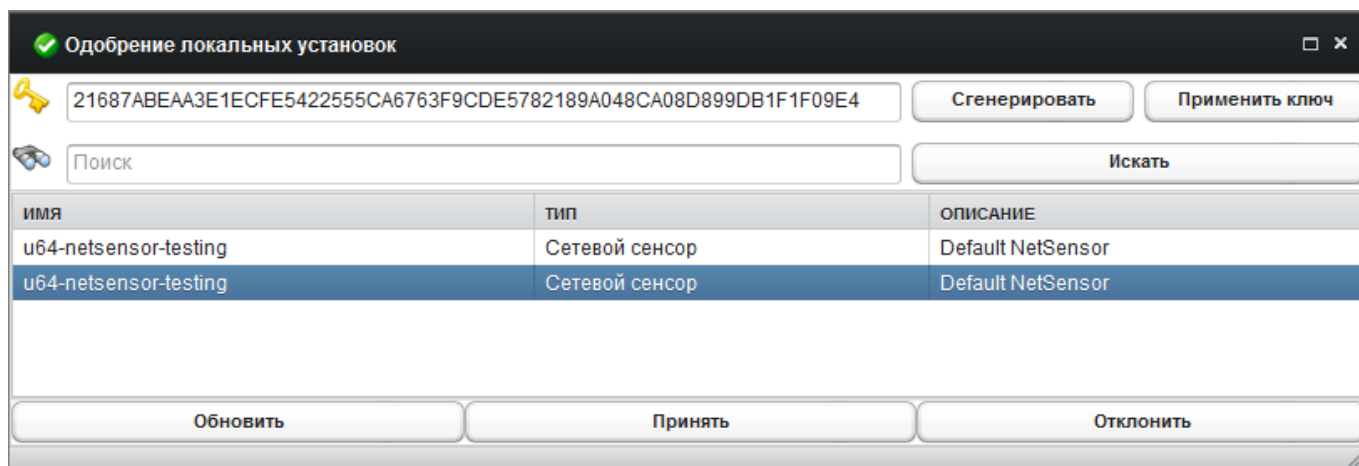 Одобрение локальных установок
21687ABEAA3E1ECFE5422555CA6763F9CDE5782189A048CA08D899DB1F1F09E4 Сгенерировать Применить ключ
Поиск Искать
ИМЯ ТИП ОПИСАНИЕ
u64-netsensor-testing Сетевой сенсор Default NetSensor
u64-netsensor-testing Сетевой сенсор Default NetSensor
Обновить Принять Отклонить